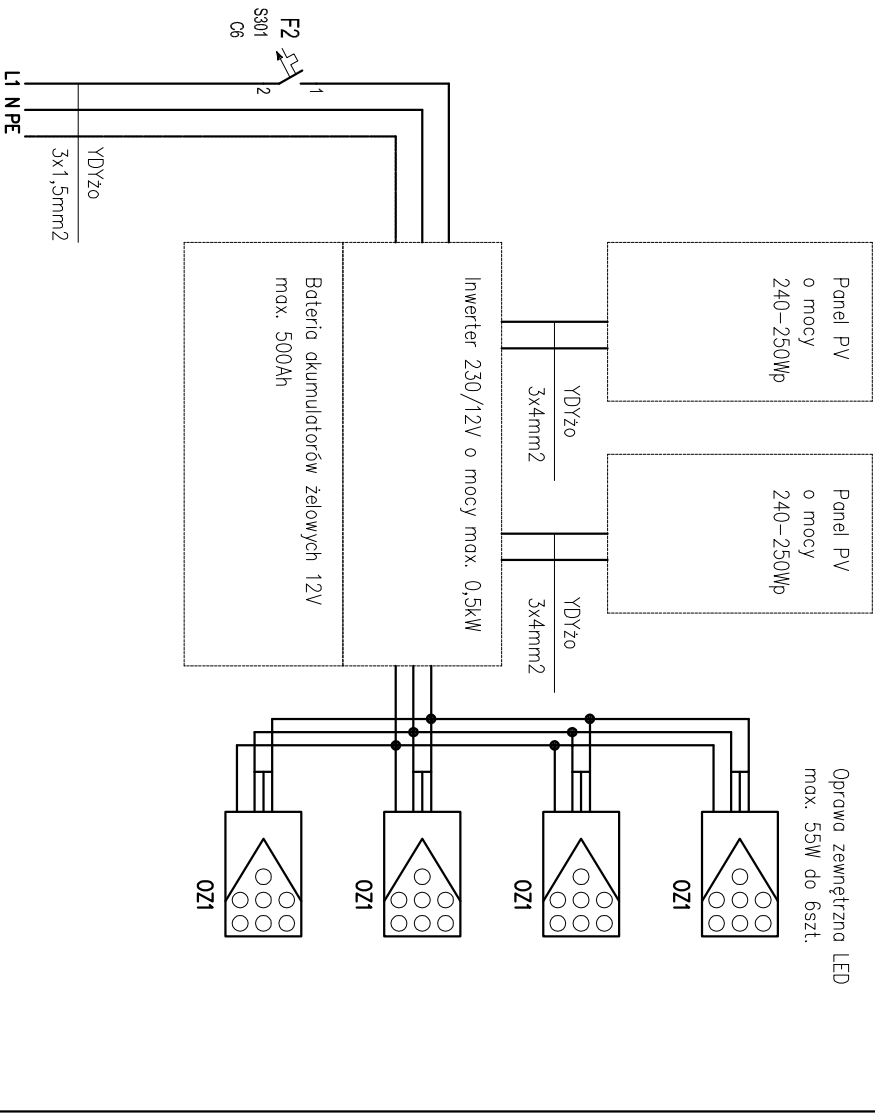 Panel PV
o mocy
240-250Wp
Panel PV
o mocy
240-250Wp
Oprawa zewnętrzna LED
max. 55W do 6szt.
YDYżo
3x4mm2
YDYżo
3x4mm2
Inwerter 230/12V o mocy max. 0,5kW
Bateria akumulatorów żelowych 12V
max. 500Ah
F2
S301
C6
1
2
YDYżo
3x1,5mm2
L1 N PE
OZ1
OZ1
OZ1
OZ1